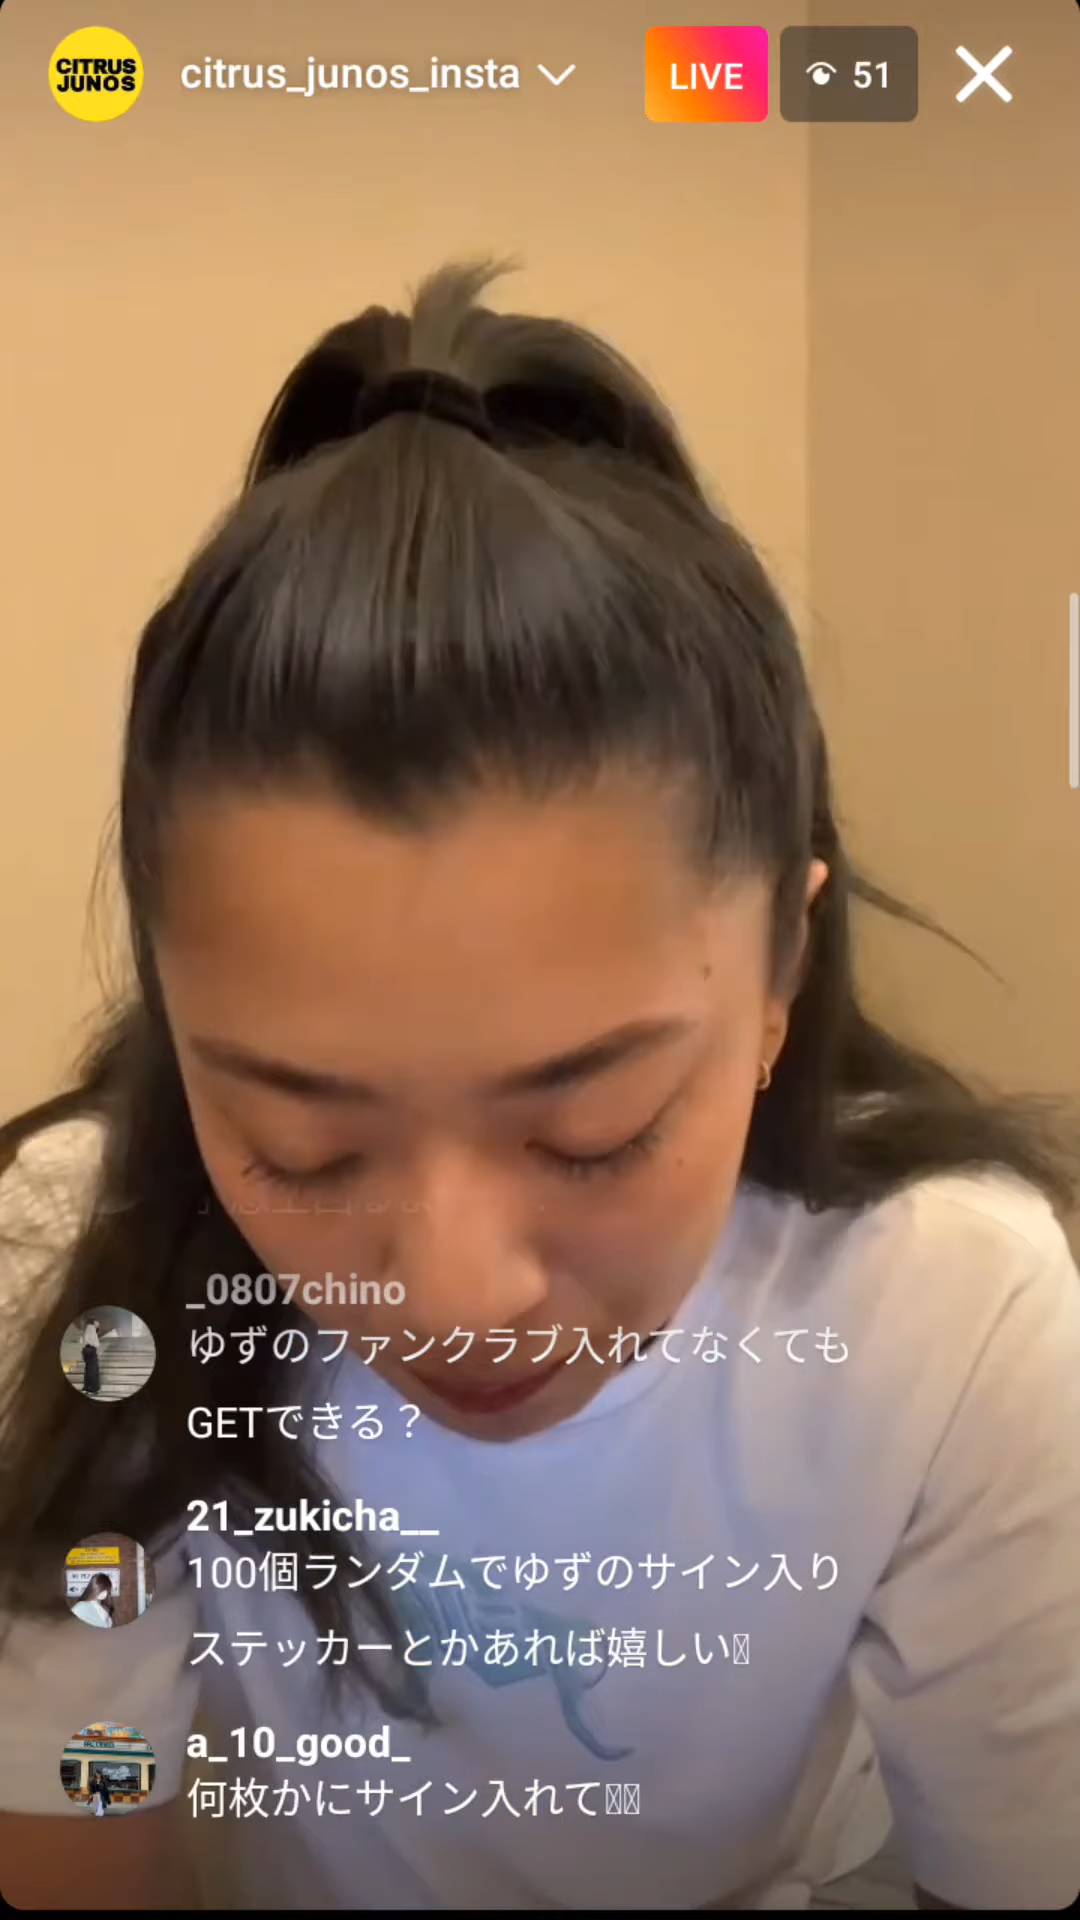 CITRUS
JUNOS
citrus_junos_insta
LIVE
51
_0807chino
ゆずのファンクラブ入れてなくても
GETできる？
21_zukicha__
100個ランダムでゆずのサイン入り
ステッカーとかあれば嬉しい
a_10_good_
何枚かにサイン入れて